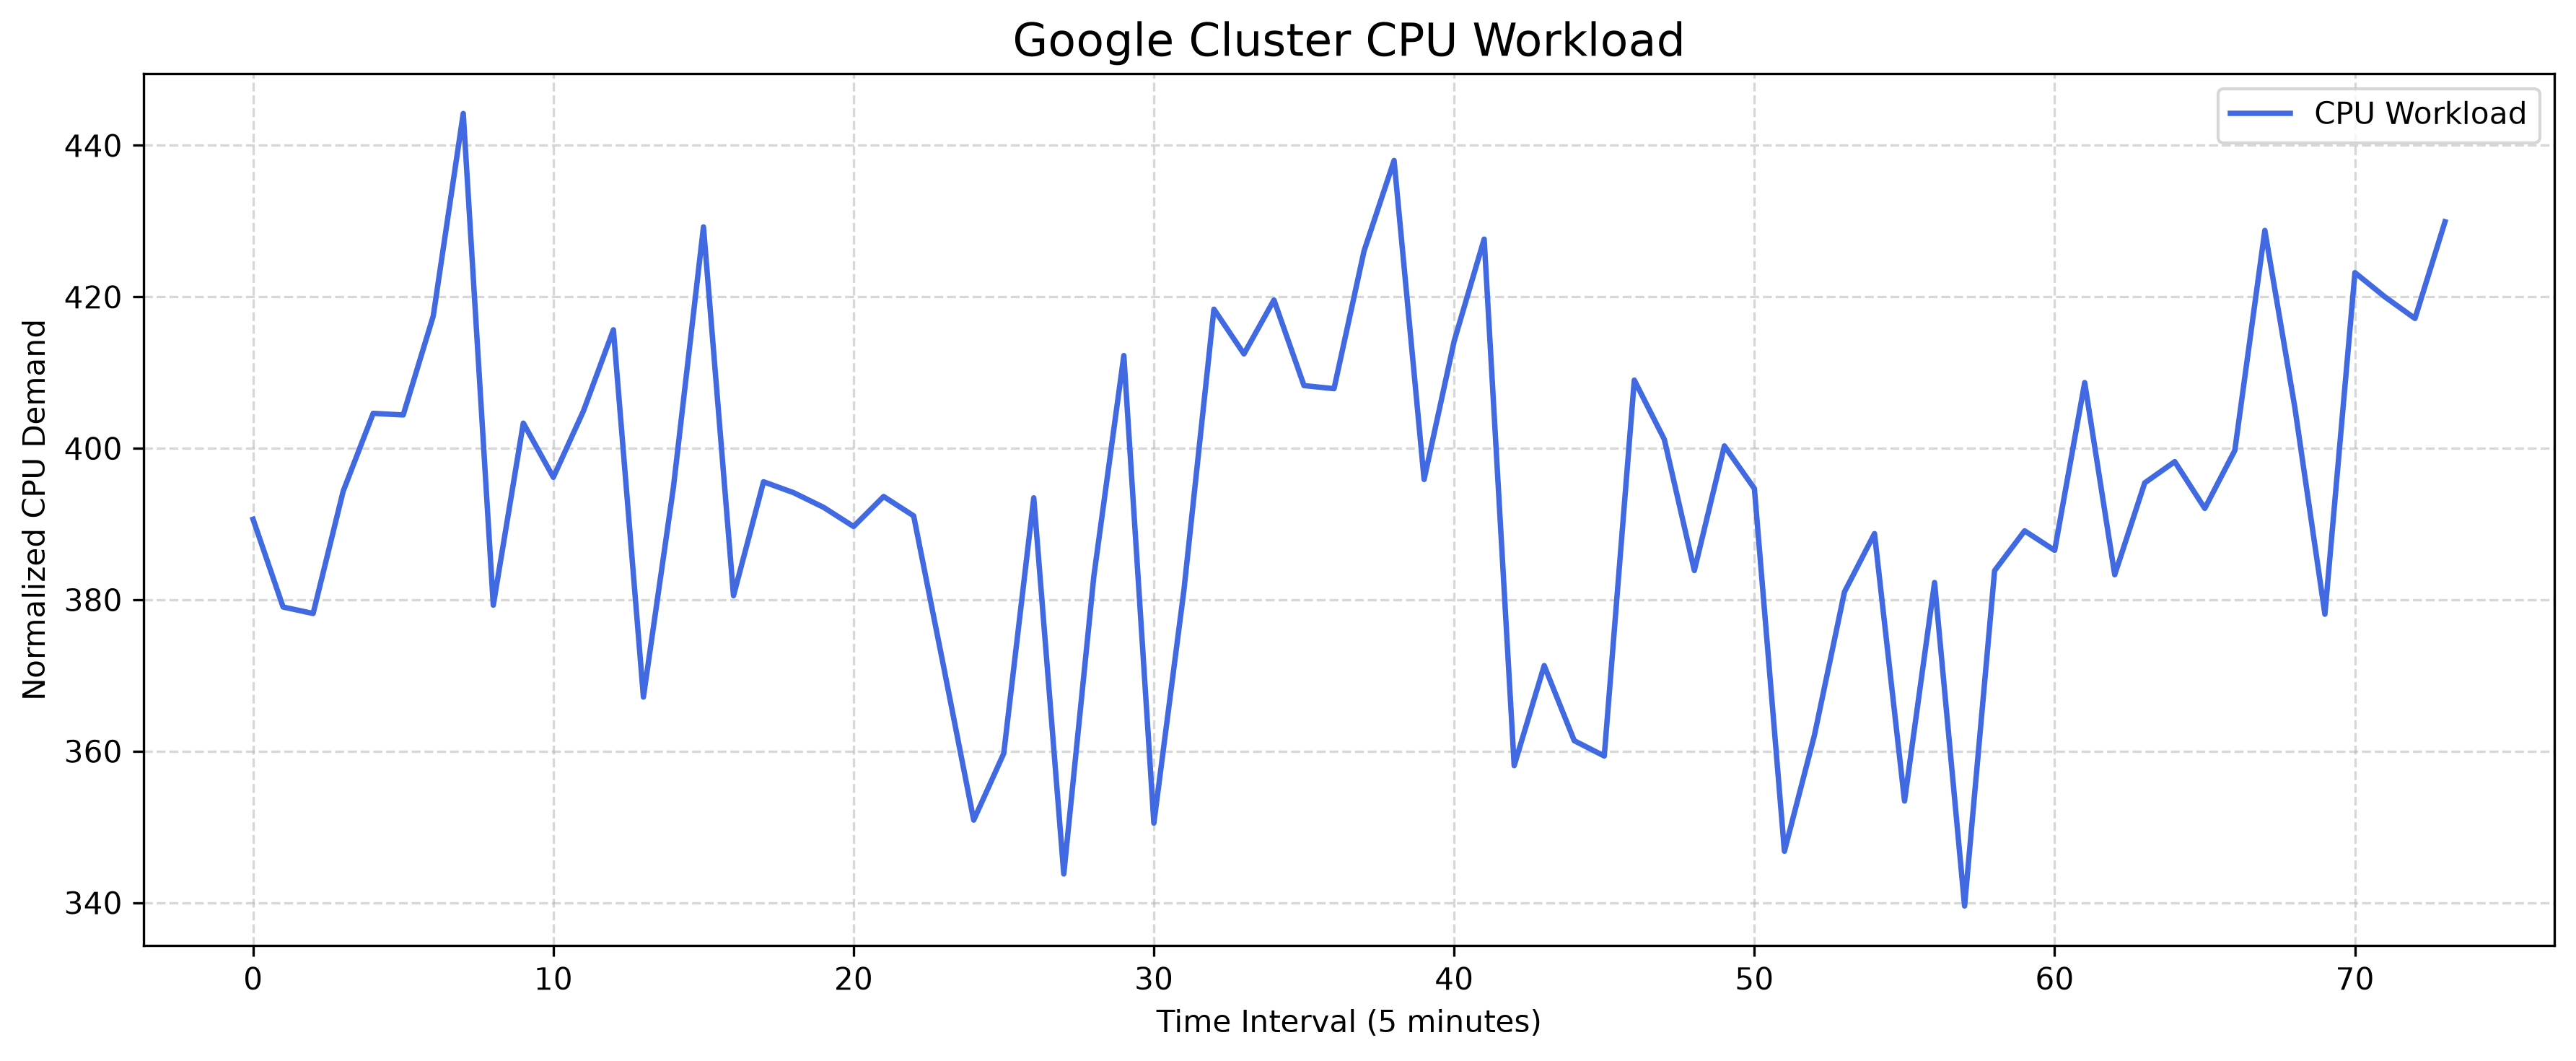 Google Cluster CPU Workload
CPU Workload
Normalized CPU Demand
440
420
400
380
360
340
0 10 20 30 40 50 60 70
Time Interval (5 minutes)